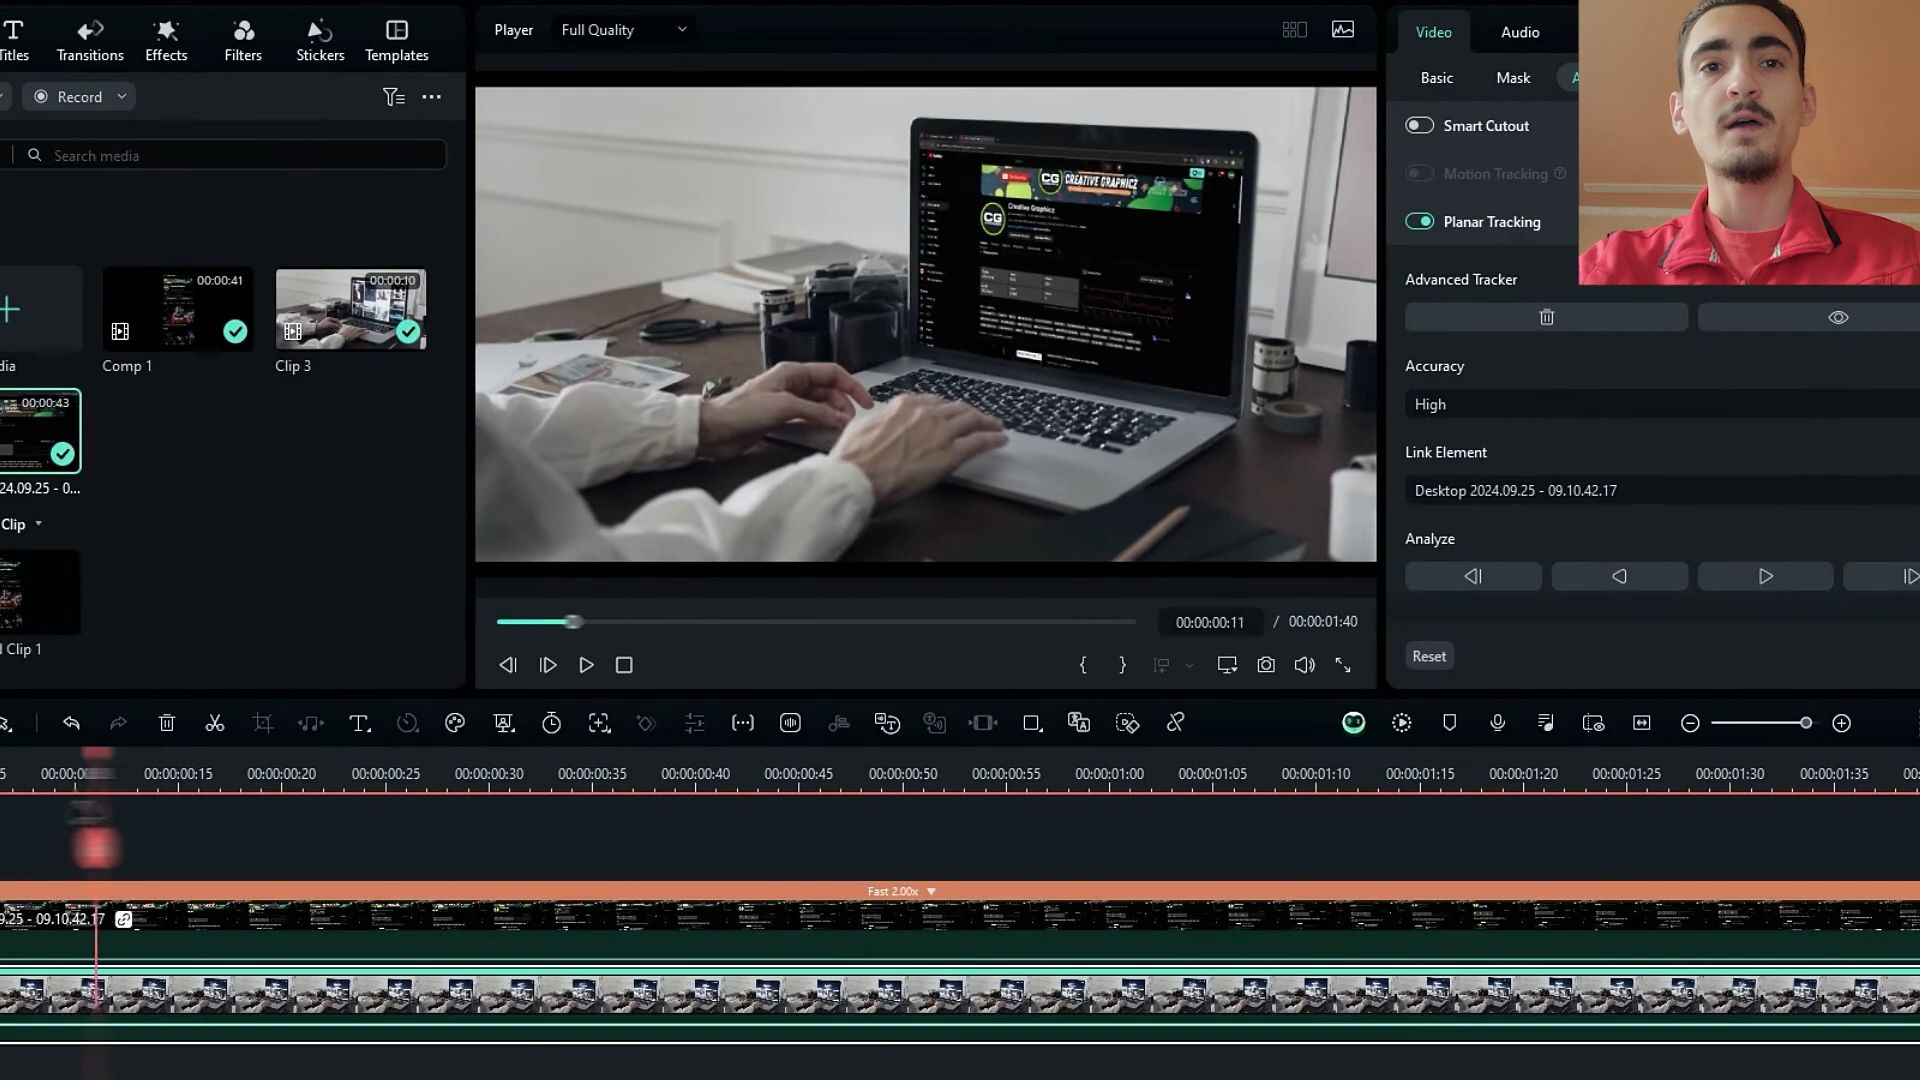 Titles
Transitions
Effects
Filters
Stickers
Templates
Record
Search media
00:00:41
00:00:10
dia
Comp 1
Clip 3
00:00:43
24.09.25 - 0...
Clip
d Clip 1
Player
Full Quality
CG CREATIVE GRAPHICZ
CG
Creative Graphicz
00:00:00:11 / 00:00:01:40
Video
Audio
Basic
Mask
A
Smart Cutout
Motion Tracking
Planar Tracking
Advanced Tracker
Accuracy
High
Link Element
Desktop 2024.09.25 - 09.10.42.17
Analyze
Reset
00:00:00:15
00:00:00:20
00:00:00:25
00:00:00:30
00:00:00:35
00:00:00:40
00:00:00:45
00:00:00:50
00:00:00:55
00:00:01:00
00:00:01:05
00:00:01:10
00:00:01:15
00:00:01:20
00:00:01:25
00:00:01:30
00:00:01:35
Fast 2.00x
9.25 - 09.10.42.17